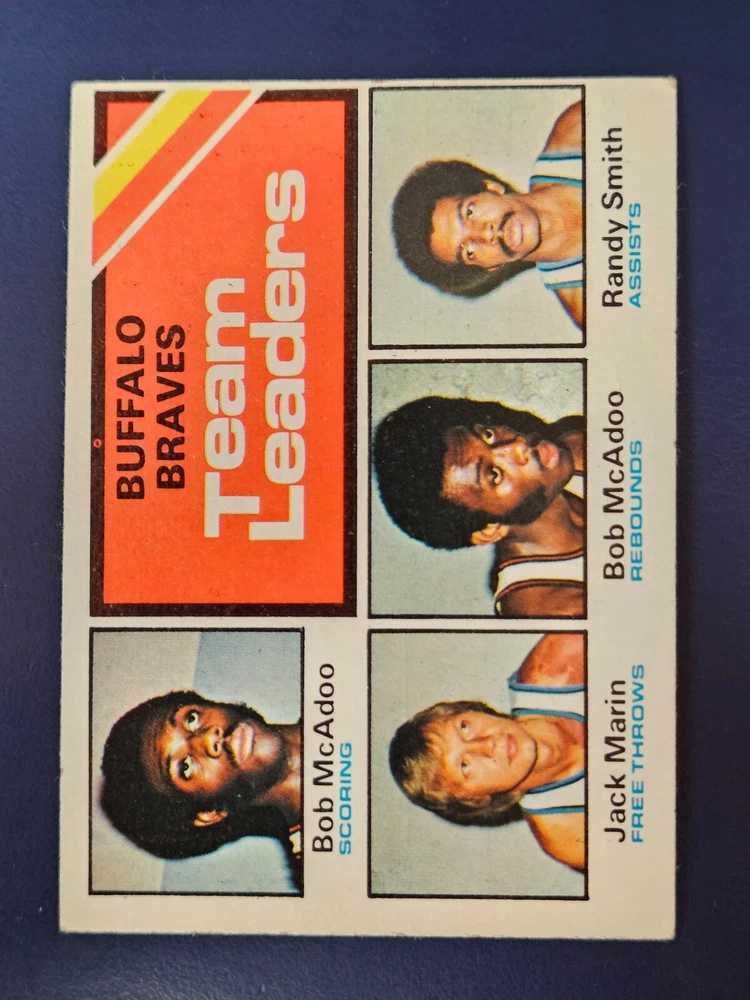 BUFFALO
BRAVES
Team
Leaders
Bob McAdoo
SCORING
Jack Marin
FREE THROWS
Bob McAdoo
REBOUNDS
Randy Smith
ASSISTS